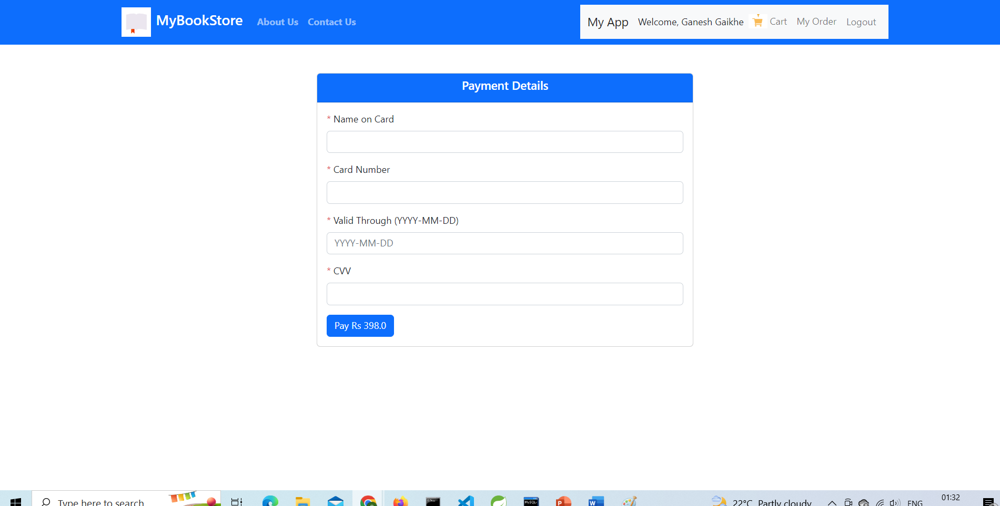 MyBookStore About Us Contact Us My App Welcome, Ganesh Gaikhe Cart My Order Logout
Payment Details
* Name on Card
* Card Number
* Valid Through (YYYY-MM-DD)
YYYY-MM-DD
* CVV
Pay Rs 398.0
Type here to search MySQL P W 22°C Partly cloudy ENG 01:32